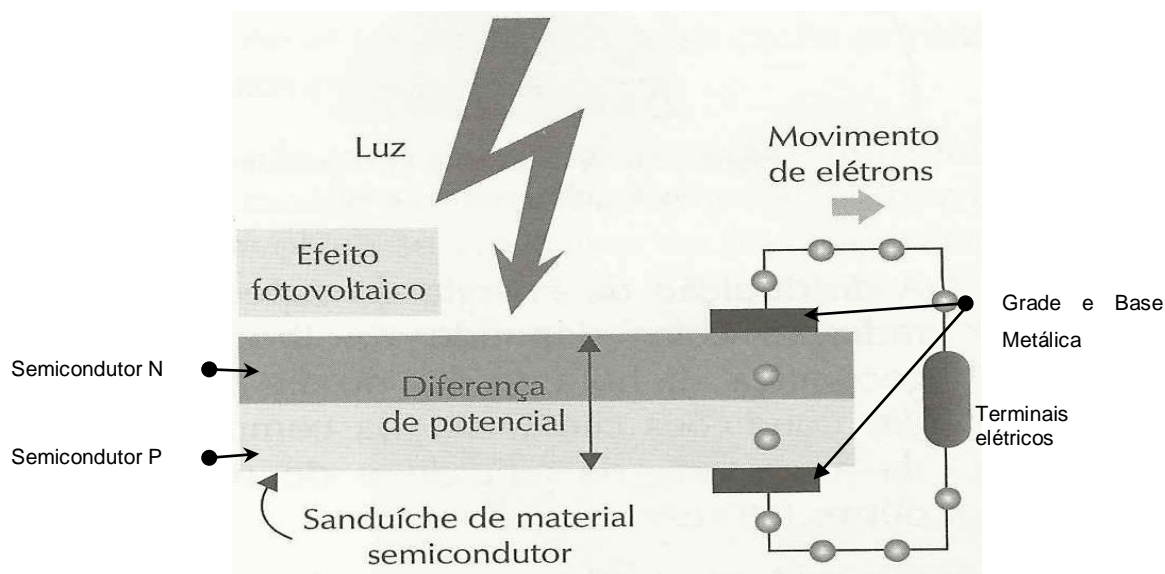 Luz
Movimento
de elétrons
Efeito
fotovoltaico
Grade e Base
Metálica
Semicondutor N
Diferença
de potencial
Terminais
elétricos
Semicondutor P
Sanduíche de material
semicondutor